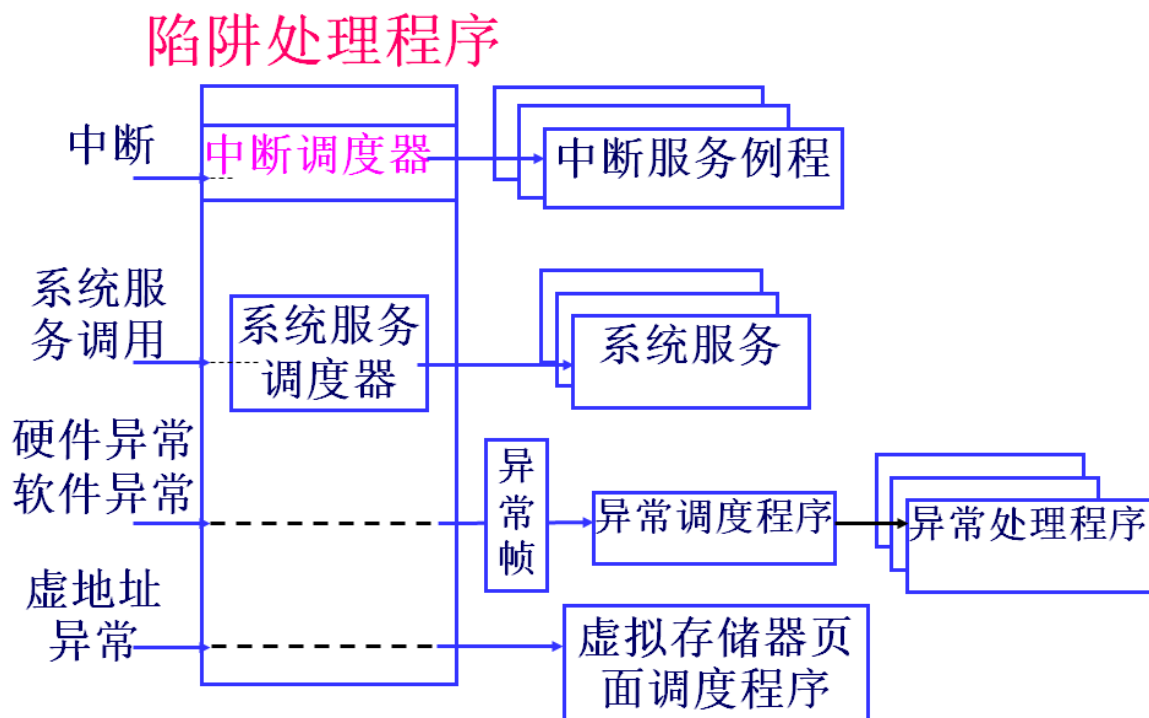 陷阱处理程序
中断
中断调度器
中断服务例程
系统服
务调用
系统服务
调度器
系统服务
硬件异常
软件异常
异
常
帧
异常调度程序
异常处理程序
虚地址
异常
虚拟存储器页
面调度程序